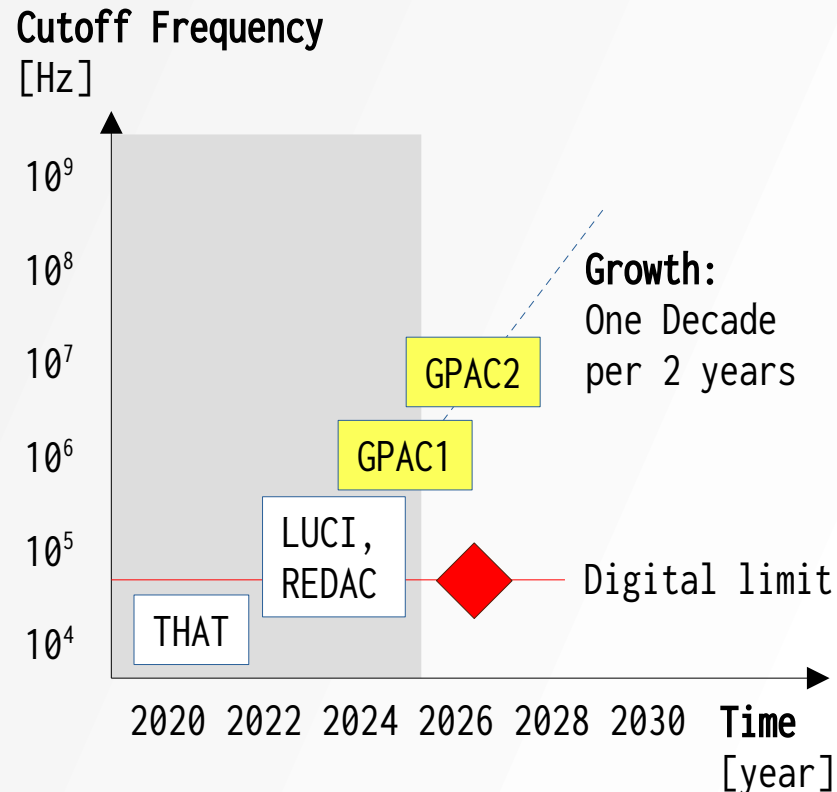 Cutoff Frequency
[Hz]
10⁹
10⁸
10⁷
10⁶
10⁵
10⁴
Growth:
One Decade
per 2 years
GPAC2
GPAC1
LUCI,
REDAC
THAT
Digital limit
2020 2022 2024 2026 2028 2030
Time
[year]